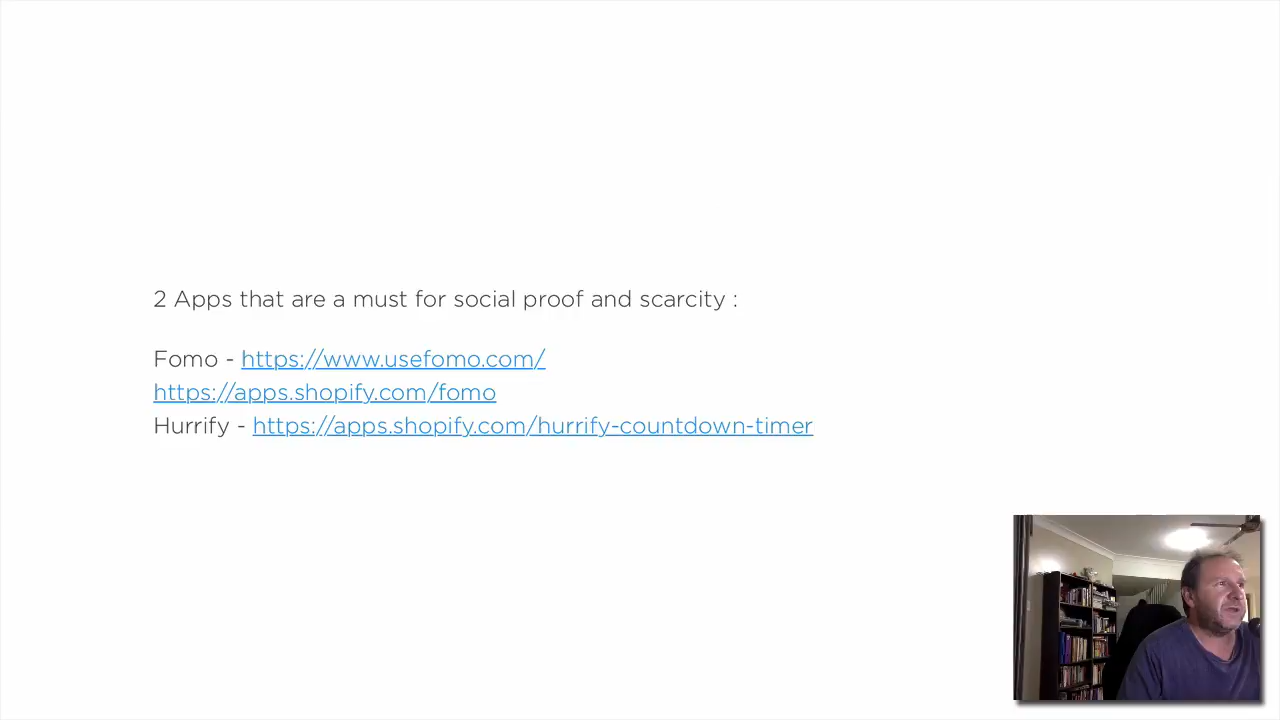 2 Apps that are a must for social proof and scarcity :
Fomo - https://www.usefomo.com/
https://apps.shopify.com/fomo
Hurrify - https://apps.shopify.com/hurrify-countdown-timer